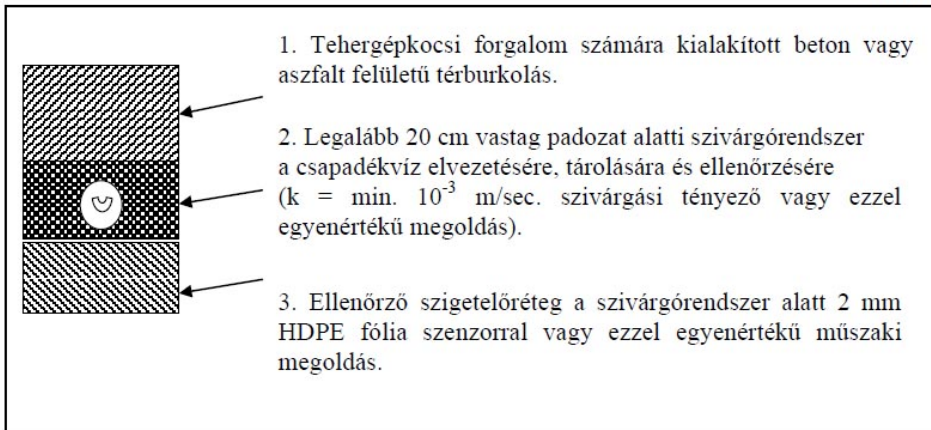 1. Tehergépkocsi forgalom számára kialakított beton vagy
aszfalt felületű térburkolás.
2. Legalább 20 cm vastag padozat alatti szivárgórendszer
a csapadékvíz elvezetésére, tárolására és ellenőrzésére
(k = min. 10⁻³ m/sec. szivárgási tényező vagy ezzel
egyenértékű megoldás).
3. Ellenőrző szigetelőréteg a szivárgórendszer alatt 2 mm
HDPE fólia szenzorral vagy ezzel egyenértékű műszaki
megoldás.